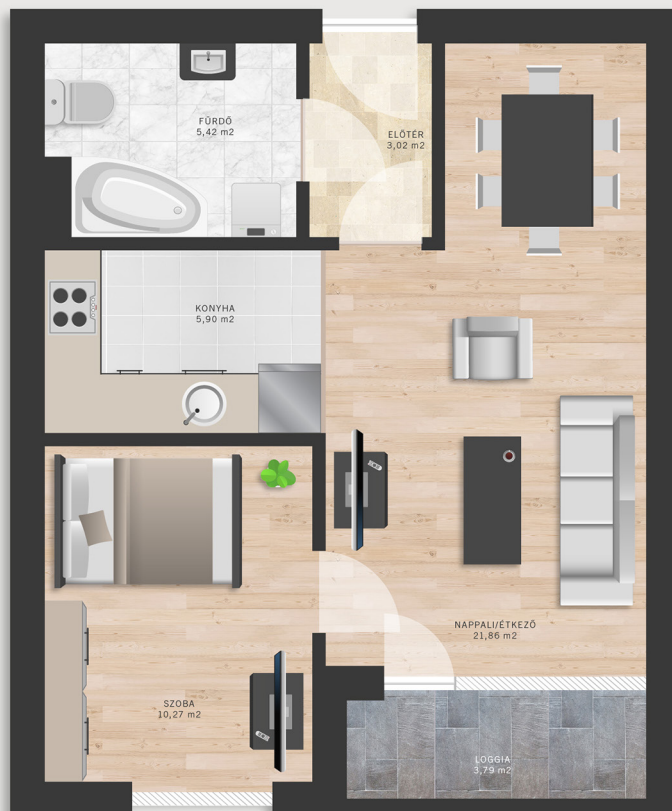 FÜRDŐ
5,42 m2
ELŐTÉR
3,02 m2
KONYHA
5,90 m2
NAPPALI/ÉTKEZŐ
21,86 m2
SZOBA
10,27 m2
LOGGIA
3,79 m2